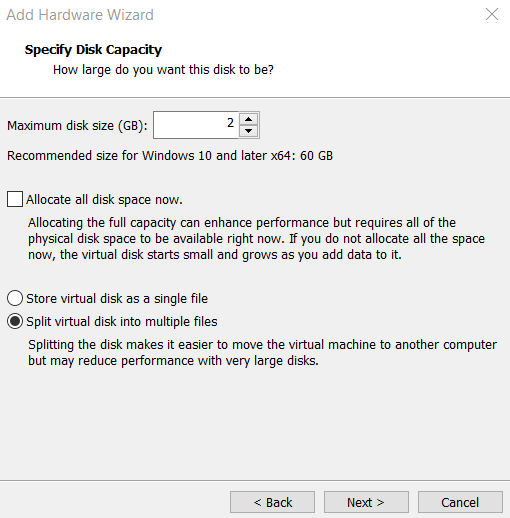 Add Hardware Wizard
Specify Disk Capacity
How large do you want this disk to be?
Maximum disk size (GB): 2
Recommended size for Windows 10 and later x64: 60 GB
Allocate all disk space now.
Allocating the full capacity can enhance performance but requires all of the
physical disk space to be available right now. If you do not allocate all the space
now, the virtual disk starts small and grows as you add data to it.
Store virtual disk as a single file
Split virtual disk into multiple files
Splitting the disk makes it easier to move the virtual machine to another computer
but may reduce performance with very large disks.
< Back Next > Cancel